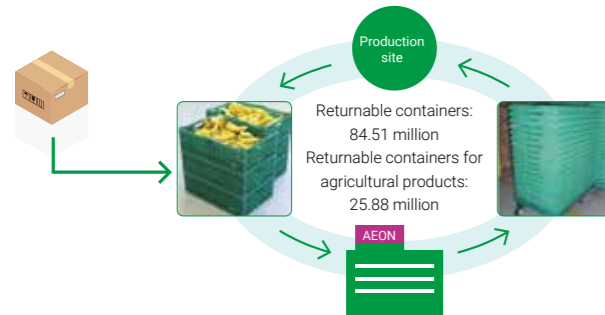 Production
site
Returnable containers:
84.51 million
Returnable containers for
agricultural products:
25.88 million
AEON